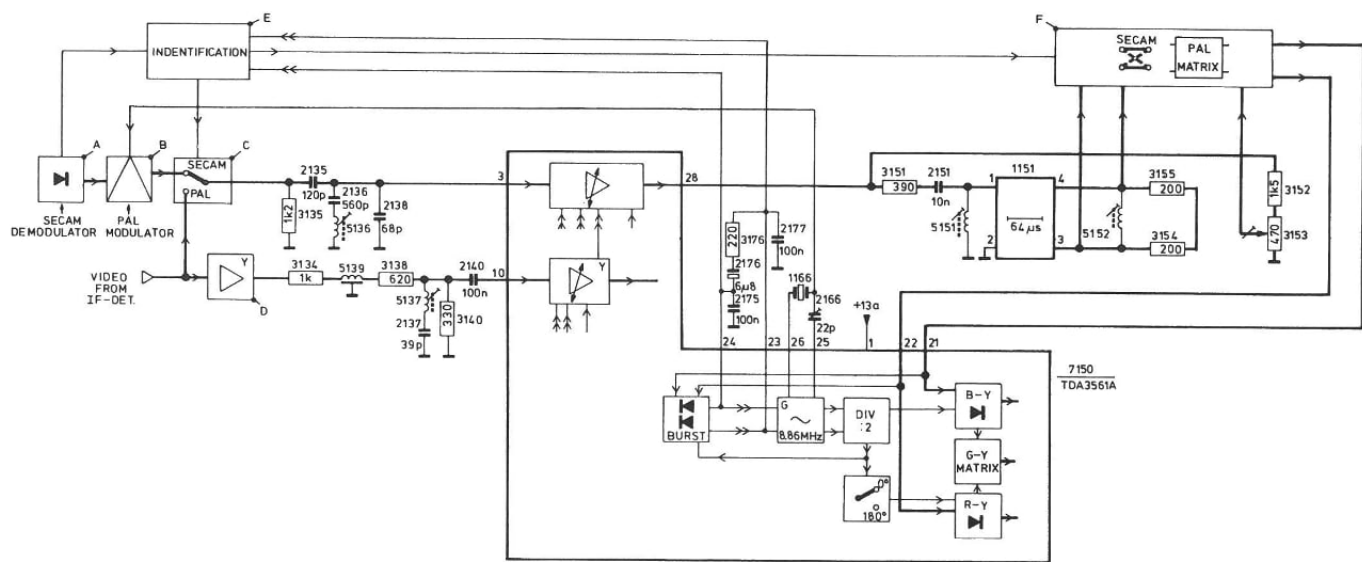 E
INDENTIFICATION
F
SECAM
PAL
MATRIX
A
B
C
SECAM
PAL
SECAM
DEMODULATOR
PAL
MODULATOR
2135
120p
1k2
3135
2136
560p
5136
2138
68p
3
28
3151
390
2151
10n
5151
1
2
1151
64µs
4
3
5152
3155
200
3154
200
1k5
3152
470
3153
VIDEO
FROM
IF-DET.
Y
D
3134
1k
5139
3138
620
5137
2137
39p
330
3140
2140
100n
10
Y
220
3176
2176
6µ8
2175
100n
2177
100n
1166
2166
22p
+13a
24
23
26
25
1
22
21
7150
TDA3561A
BURST
G
8.86MHz
DIV
:2
0°
180°
B-Y
G-Y
MATRIX
R-Y